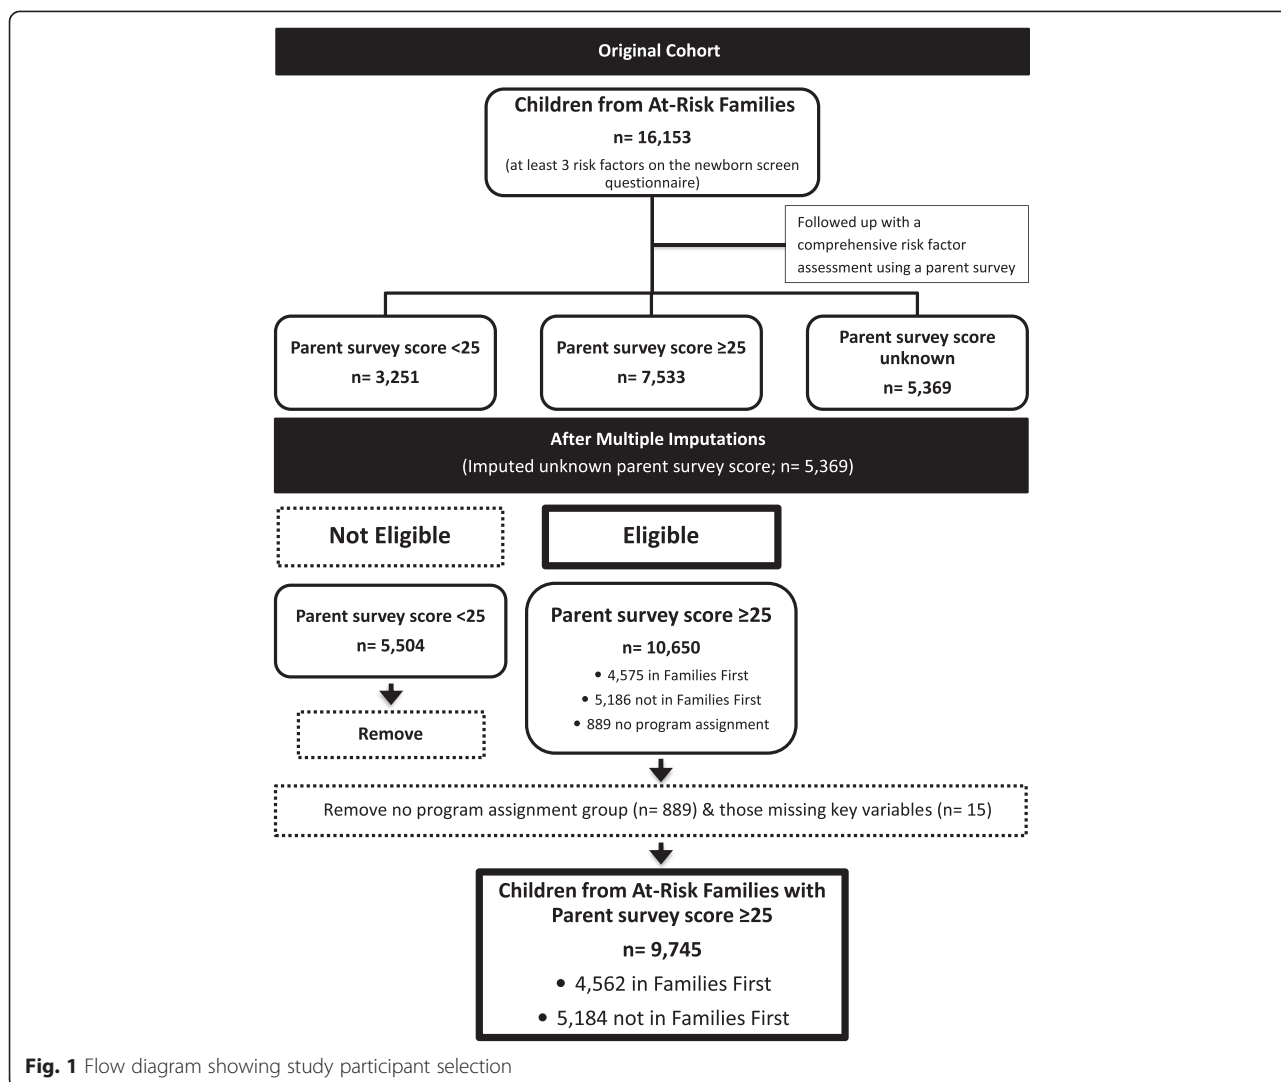 Original Cohort
Children from At-Risk Families
n= 16,153
(at least 3 risk factors on the newborn screen
questionnaire)
Followed up with a
comprehensive risk factor
assessment using a parent survey
Parent survey score <25
n= 3,251
Parent survey score ≥25
n= 7,533
Parent survey score
unknown
n= 5,369
After Multiple Imputations
(Imputed unknown parent survey score; n= 5,369)
Not Eligible
Eligible
Parent survey score <25
n= 5,504
Remove
Parent survey score ≥25
n= 10,650
• 4,575 in Families First
• 5,186 not in Families First
• 889 no program assignment
Remove no program assignment group (n= 889) & those missing key variables (n= 15)
Children from At-Risk Families with
Parent survey score ≥25
n= 9,745
• 4,562 in Families First
• 5,184 not in Families First
Fig. 1 Flow diagram showing study participant selection